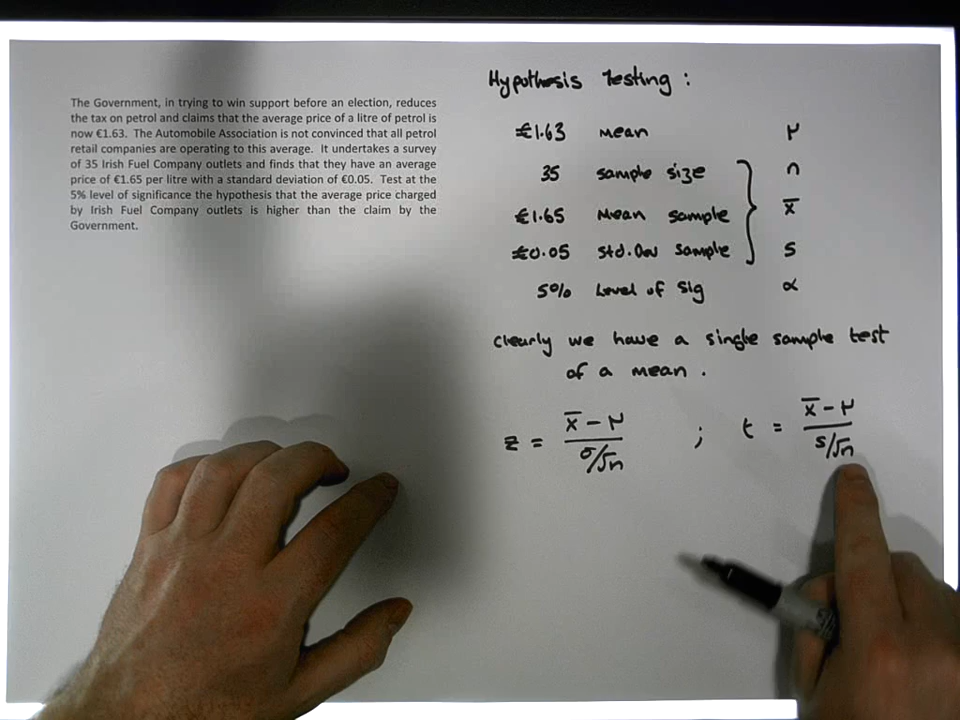 The Government, in trying to win support before an election, reduces
the tax on petrol and claims that the average price of a litre of petrol is
now €1.63. The Automobile Association is not convinced that all petrol
retail companies are operating to this average. It undertakes a survey
of 35 Irish Fuel Company outlets and finds that they have an average
price of €1.65 per litre with a standard deviation of €0.05. Test at the
5% level of significance the hypothesis that the average price charged
by Irish Fuel Company outlets is higher than the claim by the
Government.
Hypothesis Testing :
€1.63 mean μ
35 sample size n
€1.65 Mean sample x̄
€0.05 Std.Dev sample s
5% Level of Sig α
Clearly we have a single sample test
of a mean .
z = x̄ - μ / σ/√n ; t = x̄ - μ / s/√n